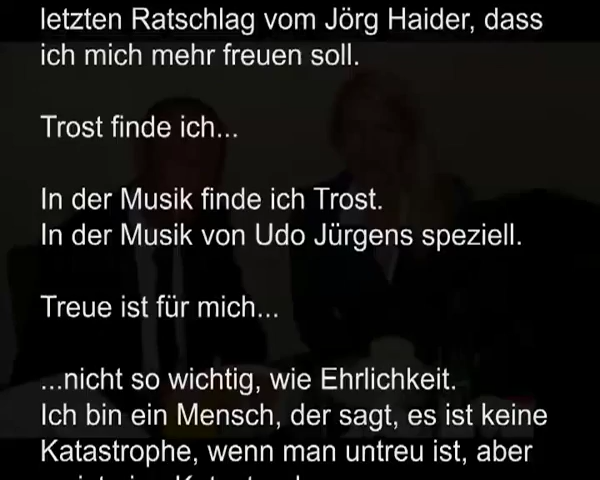 letzten Ratschlag vom Jörg Haider, dass
ich mich mehr freuen soll.
Trost finde ich...
In der Musik finde ich Trost.
In der Musik von Udo Jürgens speziell.
Treue ist für mich...
...nicht so wichtig, wie Ehrlichkeit.
Ich bin ein Mensch, der sagt, es ist keine
Katastrophe, wenn man untreu ist, aber